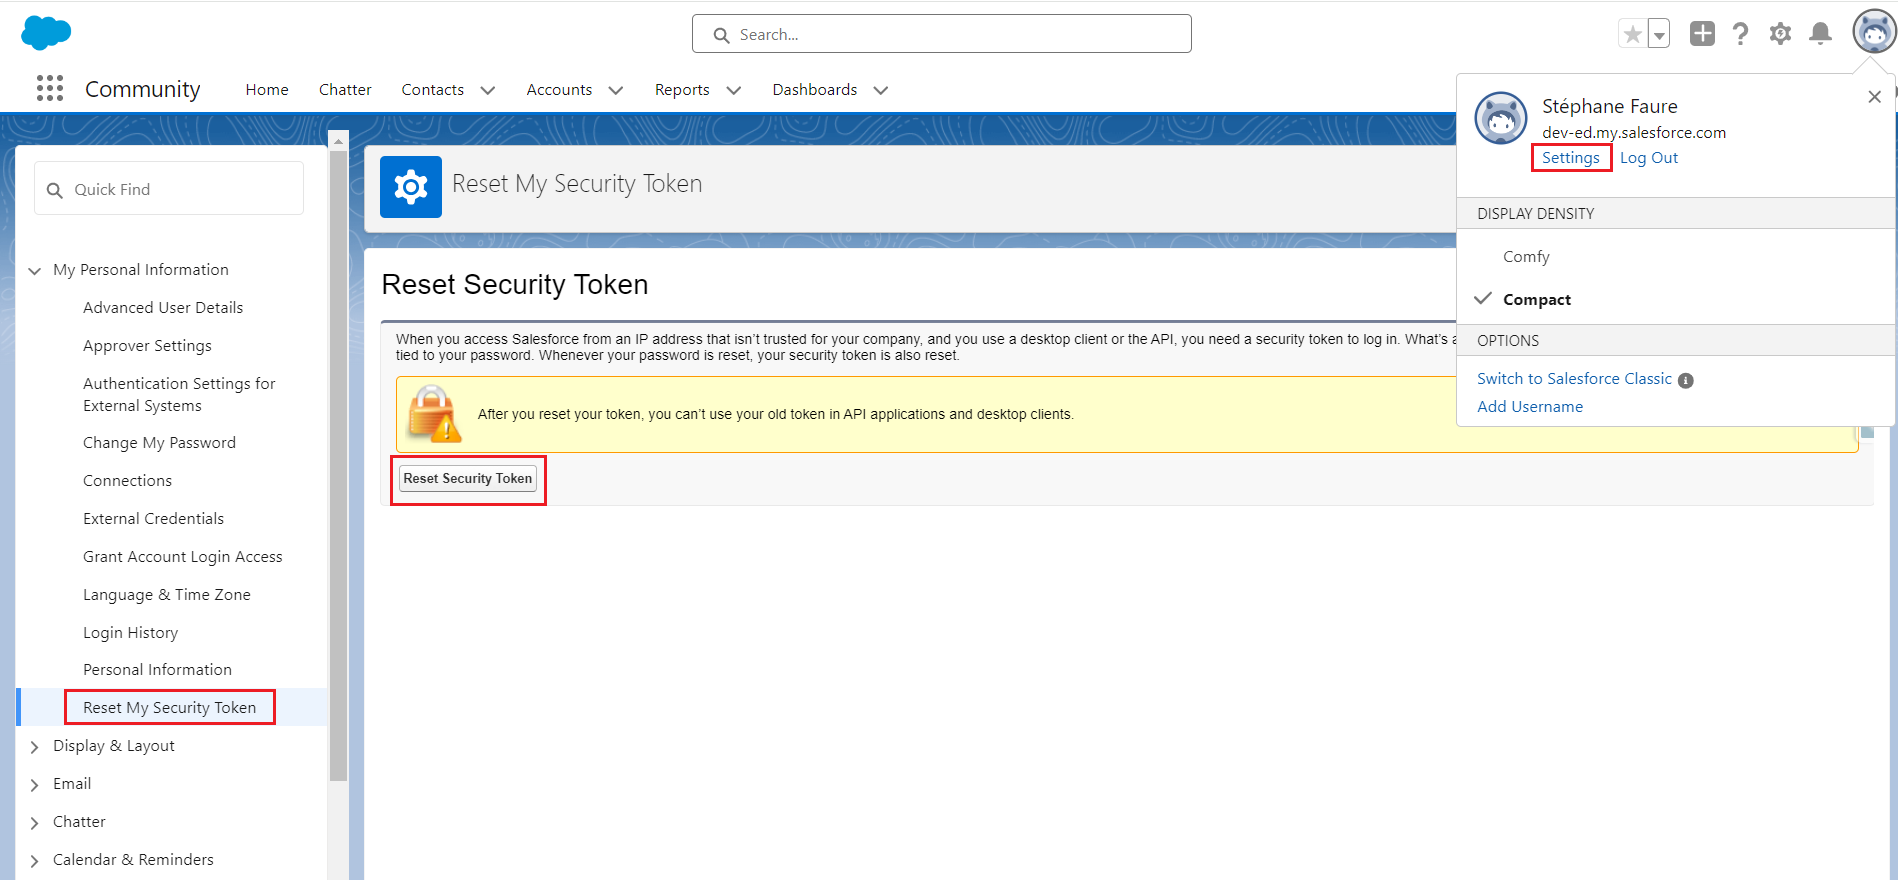 Search...
Community
Home
Chatter
Contacts
Accounts
Reports
Dashboards
Stéphane Faure
dev-ed.my.salesforce.com
Settings
Log Out
DISPLAY DENSITY
Comfy
Compact
OPTIONS
Switch to Salesforce Classic
Add Username
Quick Find
My Personal Information
Advanced User Details
Approver Settings
Authentication Settings for
External Systems
Change My Password
Connections
External Credentials
Grant Account Login Access
Language & Time Zone
Login History
Personal Information
Reset My Security Token
Display & Layout
Email
Chatter
Calendar & Reminders
Reset My Security Token
Reset Security Token
When you access Salesforce from an IP address that isn’t trusted for your company, and you use a desktop client or the API, you need a security token to log in. What’s
tied to your password. Whenever your password is reset, your security token is also reset.
After you reset your token, you can’t use your old token in API applications and desktop clients.
Reset Security Token